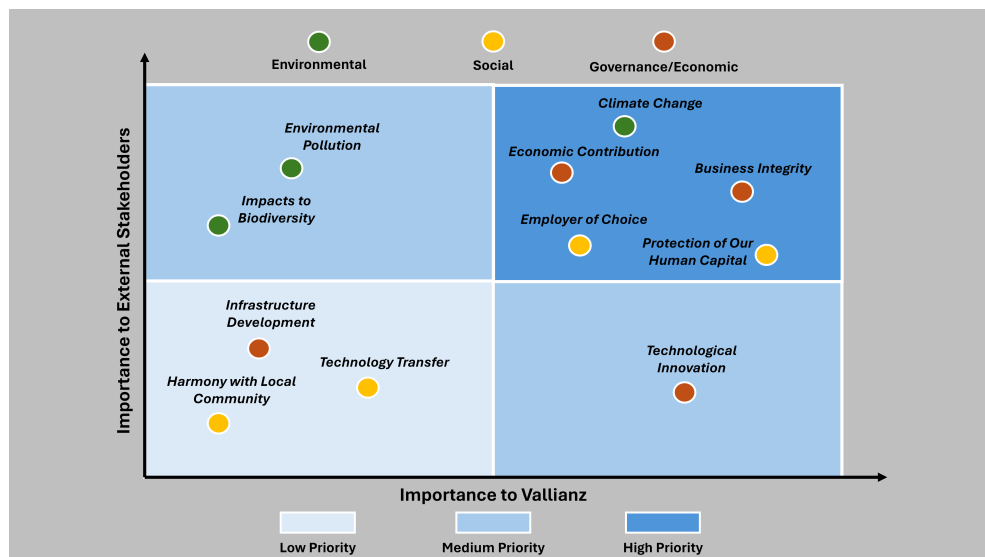 Environmental
Social
Governance/Economic
Importance to External Stakeholders
Climate Change
Environmental
Pollution
Economic Contribution
Business Integrity
Impacts to
Biodiversity
Employer of Choice
Protection of Our
Human Capital
Infrastructure
Development
Technology Transfer
Technological
Innovation
Harmony with Local
Community
Importance to Vallianz
Low Priority
Medium Priority
High Priority